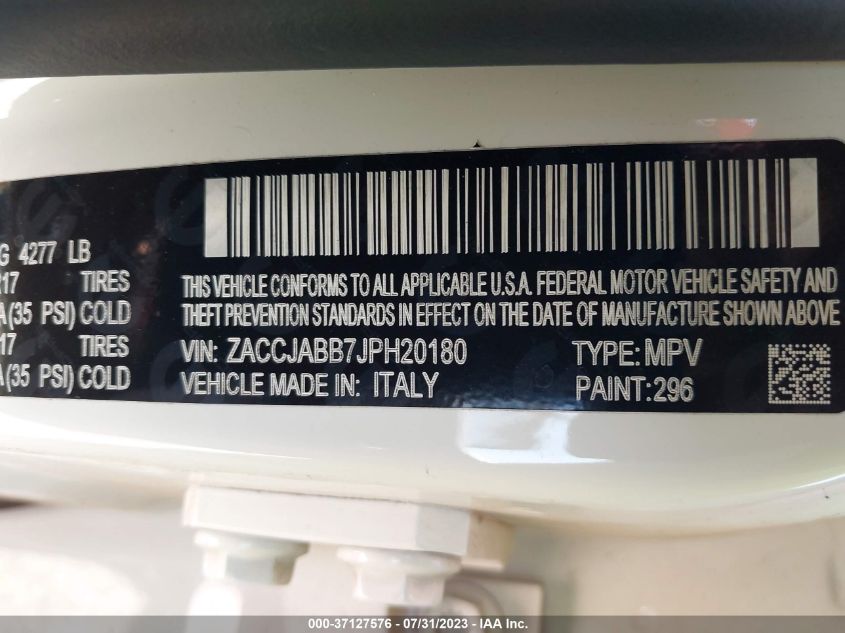 G 4277 LB
R17 TIRES
A (35 PSI) COLD
17 TIRES
A (35 PSI) COLD
THIS VEHICLE CONFORMS TO ALL APPLICABLE U.S.A. FEDERAL MOTOR VEHICLE SAFETY AND
THEFT PREVENTION STANDARDS IN EFFECT ON THE DATE OF MANUFACTURE SHOWN ABOVE
VIN: ZACCJABB7JPH20180 TYPE: MPV
VEHICLE MADE IN: ITALY PAINT:296
000-37127576 - 07/31/2023 - © IAA Inc.